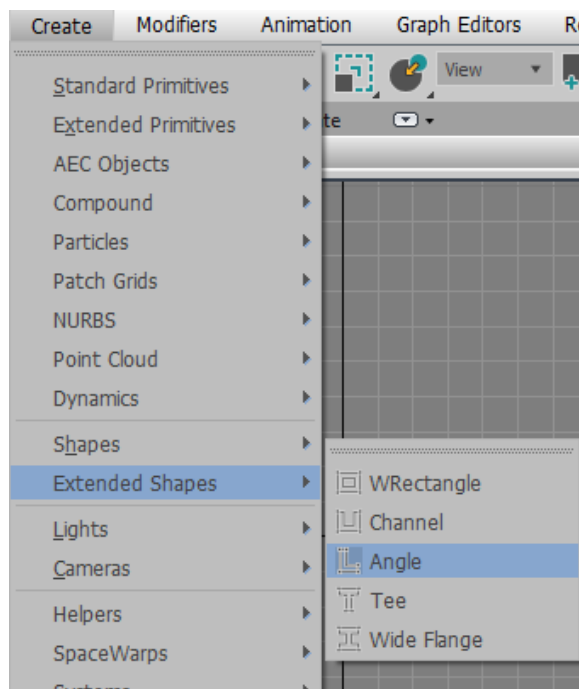 Create Modifiers Animation Graph Editors
View
Standard Primitives
Extended Primitives
AEC Objects
Compound
Particles
Patch Grids
NURBS
Point Cloud
Dynamics
Shapes
Extended Shapes
WRectangle
Channel
Angle
Tee
Wide Flange
Lights
Cameras
Helpers
SpaceWarps